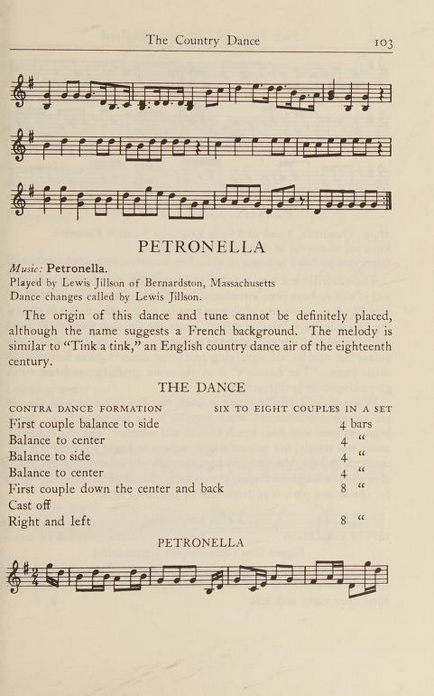 The Country Dance 103
PETRONELLA
Music: Petronella.
Played by Lewis Jillson of Bernardston, Massachusetts
Dance changes called by Lewis Jillson.
The origin of this dance and tune cannot be definitely placed,
although the name suggests a French background. The melody is
similar to “Tink a tink,” an English country dance air of the eighteenth
century.
THE DANCE
CONTRA DANCE FORMATION SIX TO EIGHT COUPLES IN A SET
First couple balance to side 4 bars
Balance to center 4 “
Balance to side 4 “
Balance to center 4 “
First couple down the center and back 8 “
Cast off
Right and left 8 “
PETRONELLA
2
4